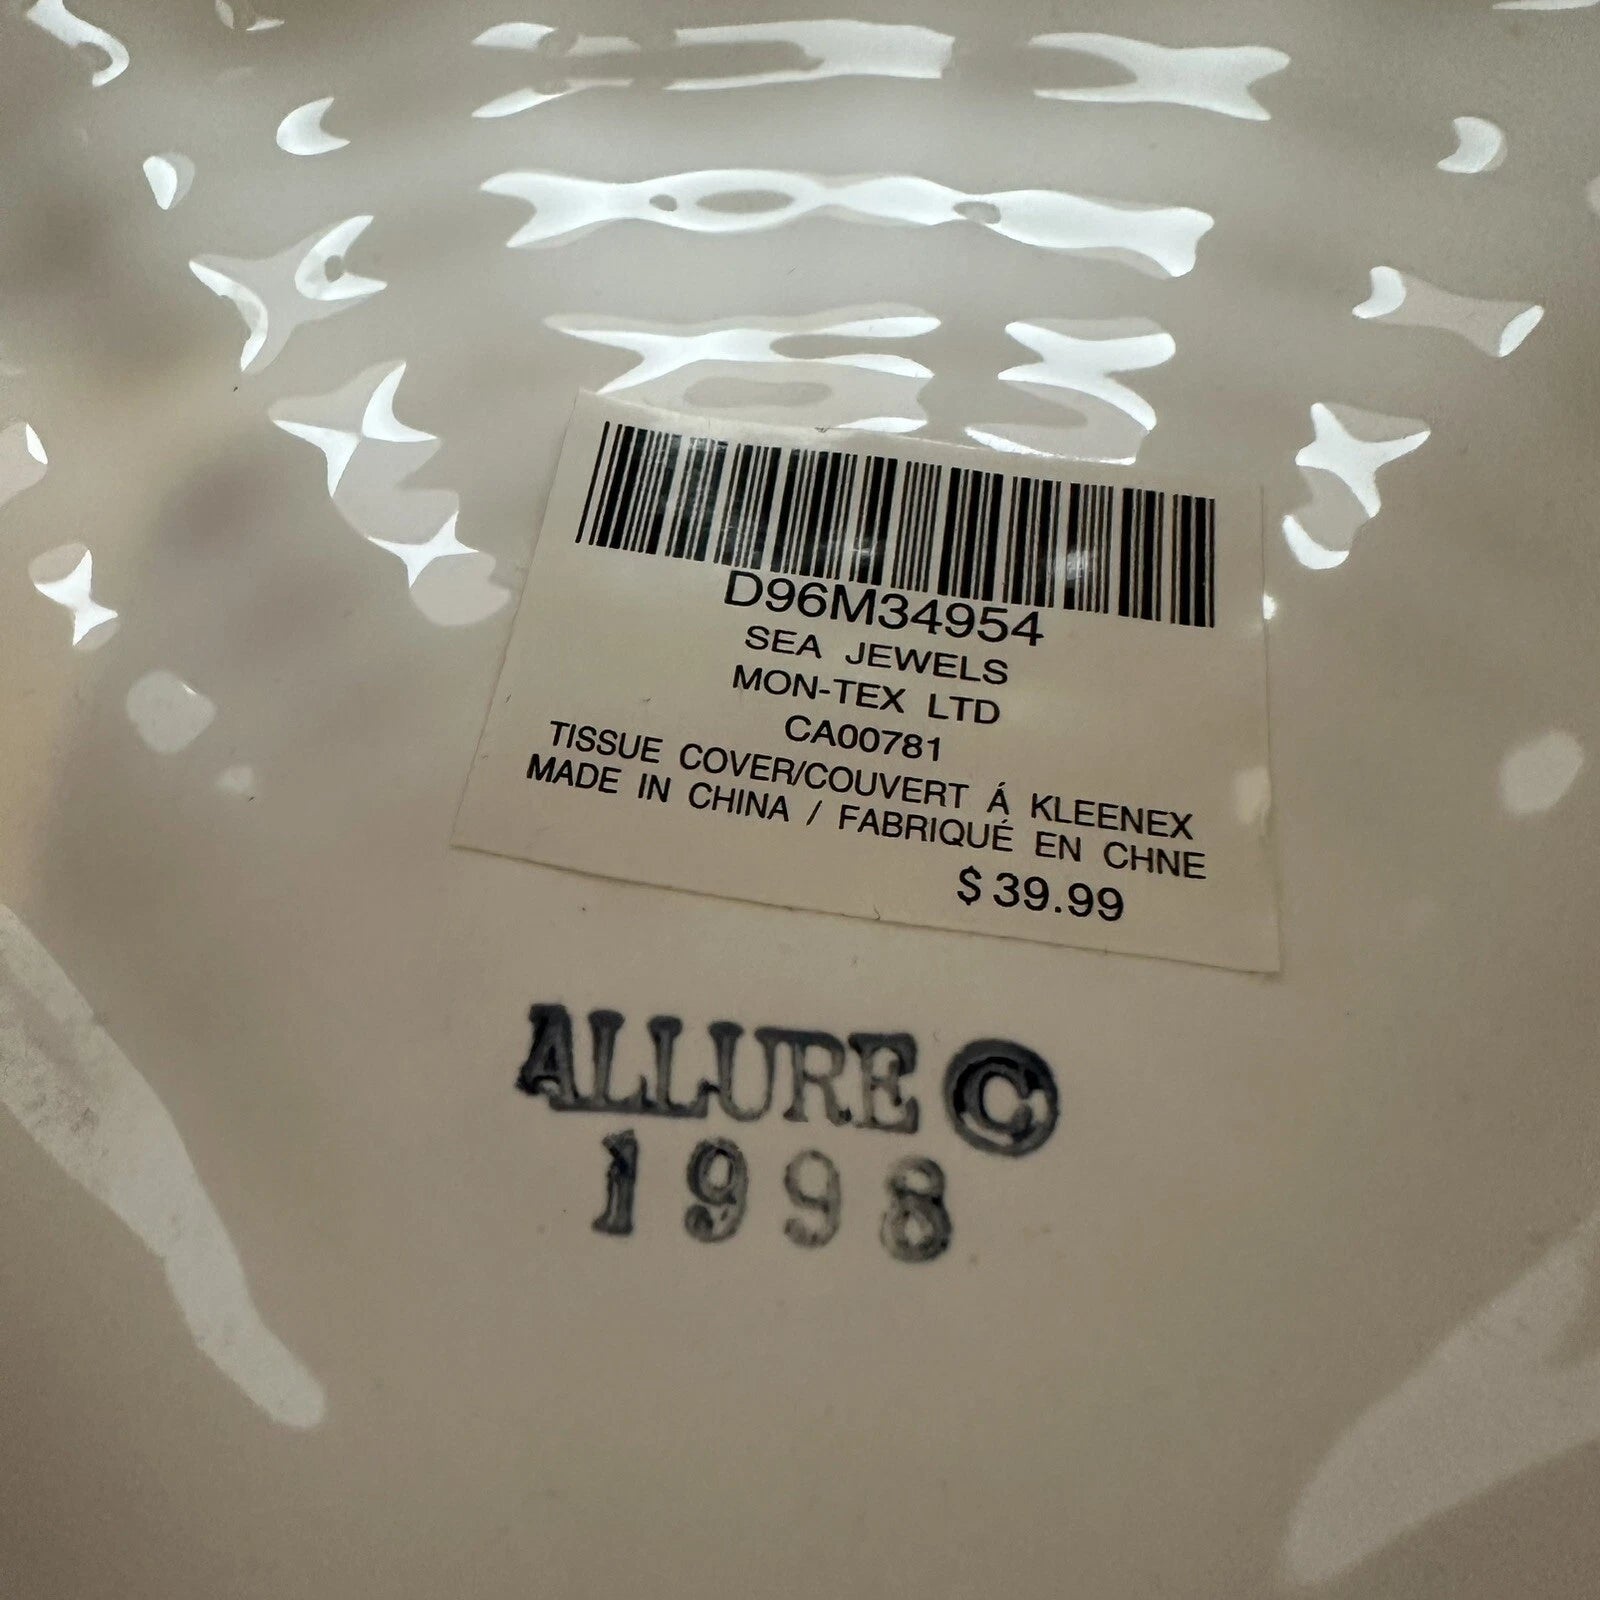 D96M34954
SEA JEWELS
MON-TEX LTD
CA00781
TISSUE COVER/COUVERT Á KLEENEX
MADE IN CHINA / FABRIQUÉ EN CHNE
$ 39.99
ALLURE ©
1998